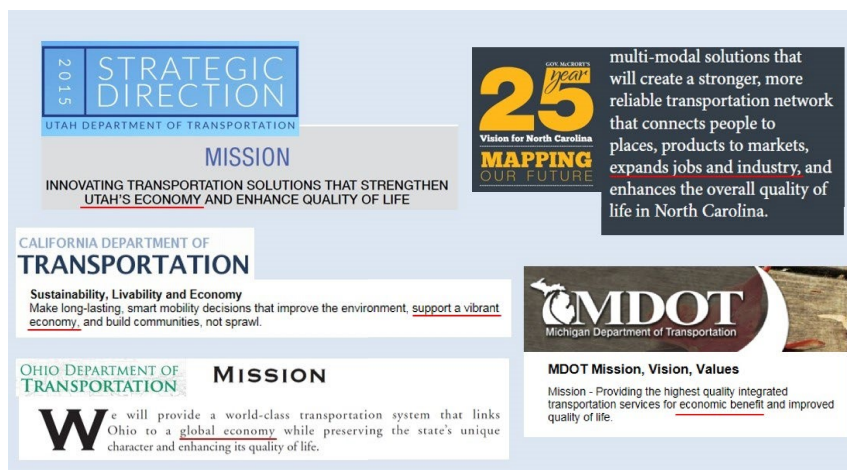 2015
STRATEGIC
DIRECTION
UTAH DEPARTMENT OF TRANSPORTATION
MISSION
INNOVATING TRANSPORTATION SOLUTIONS THAT STRENGTHEN
UTAH'S ECONOMY AND ENHANCE QUALITY OF LIFE
GOV. McCRORY'S
25 year
Vision for North Carolina
MAPPING
OUR FUTURE
multi-modal solutions that
will create a stronger, more
reliable transportation network
that connects people to
places, products to markets,
expands jobs and industry, and
enhances the overall quality of
life in North Carolina.
CALIFORNIA DEPARTMENT OF
TRANSPORTATION
Sustainability, Livability and Economy
Make long-lasting, smart mobility decisions that improve the environment, support a vibrant
economy, and build communities, not sprawl.
MDOT
Michigan Department of Transportation
MDOT Mission, Vision, Values
Mission - Providing the highest quality integrated
transportation services for economic benefit and improved
quality of life.
OHIO DEPARTMENT OF
TRANSPORTATION
MISSION
We will provide a world-class transportation system that links
Ohio to a global economy while preserving the state's unique
character and enhancing its quality of life.